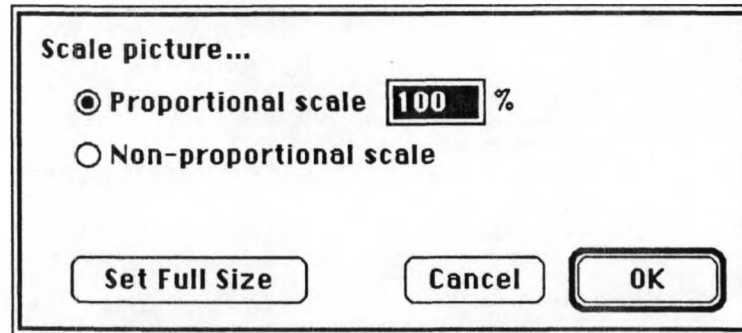 Scale picture...
Proportional scale 100 %
Non-proportional scale
Set Full Size Cancel OK